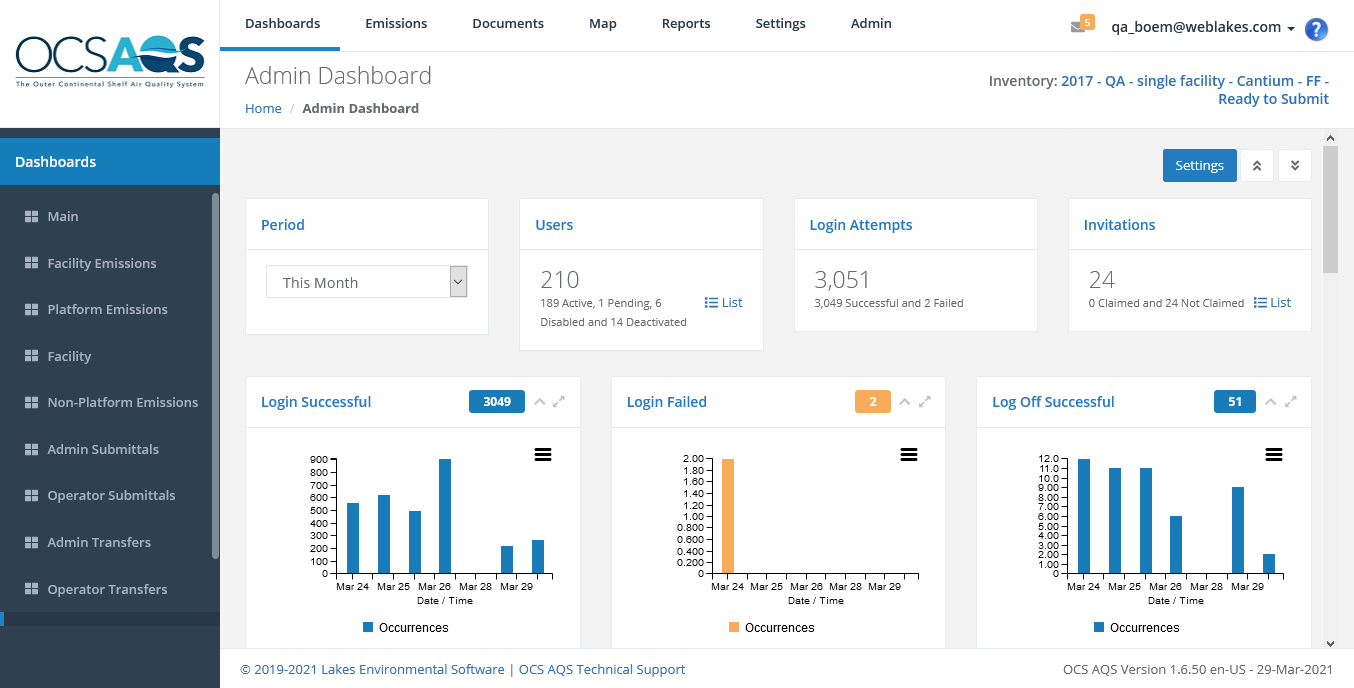 OCSAQS
The Outer Continental Shelf Air Quality System
Dashboards
Emissions
Documents
Map
Reports
Settings
Admin
5
qa_boem@weblakes.com
?
Admin Dashboard
Home / Admin Dashboard
Inventory: 2017 - QA - single facility - Cantium - FF -
Ready to Submit
Dashboards
Main
Facility Emissions
Platform Emissions
Facility
Non-Platform Emissions
Admin Submittals
Operator Submittals
Admin Transfers
Operator Transfers
Settings
Period
This Month
Users
210
189 Active, 1 Pending, 6
Disabled and 14 Deactivated
List
Login Attempts
3,051
3,049 Successful and 2 Failed
Invitations
24
0 Claimed and 24 Not Claimed
List
Login Successful
3049
900
800
700
600
500
400
300
200
100
0
Mar 24 Mar 25 Mar 26 Mar 28 Mar 29
Date / Time
Occurrences
Login Failed
2
2.00
1.80
1.60
1.40
1.20
1.00
0.800
0.600
0.400
0.200
0
Mar 24 Mar 25 Mar 26 Mar 28 Mar 29
Date / Time
Occurrences
Log Off Successful
51
12.0
11.0
10.0
9.00
8.00
7.00
6.00
5.00
4.00
3.00
2.00
1.00
0
Mar 24 Mar 25 Mar 26 Mar 28 Mar 29
Date / Time
Occurrences
© 2019-2021 Lakes Environmental Software | OCS AQS Technical Support
OCS AQS Version 1.6.50 en-US - 29-Mar-2021